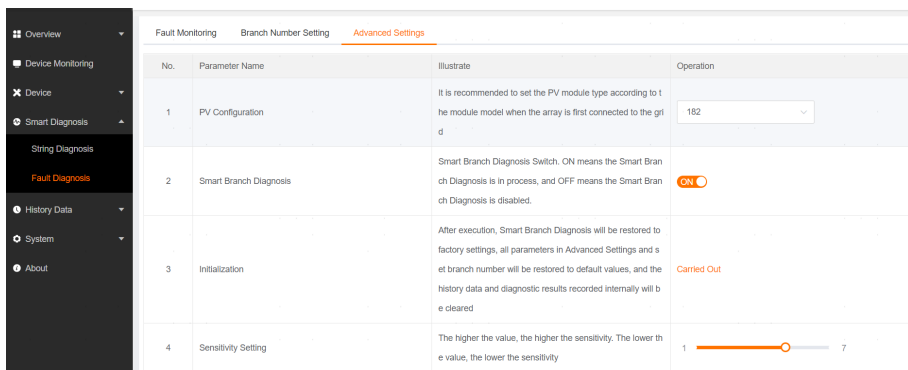 Overview
Device Monitoring
Device
Smart Diagnosis
String Diagnosis
Fault Diagnosis
History Data
System
About
Fault Monitoring Branch Number Setting Advanced Settings
No. Parameter Name Illustrate Operation
1 PV Configuration
It is recommended to set the PV module type according to t
he module model when the array is first connected to the gri
d
182
2 Smart Branch Diagnosis
Smart Branch Diagnosis Switch. ON means the Smart Bran
ch Diagnosis is in process, and OFF means the Smart Bran
ch Diagnosis is disabled.
ON
3 Initialization
After execution, Smart Branch Diagnosis will be restored to
factory settings, all parameters in Advanced Settings and s
et branch number will be restored to default values, and the
history data and diagnostic results recorded internally will b
e cleared
Carried Out
4 Sensitivity Setting
The higher the value, the higher the sensitivity. The lower th
e value, the lower the sensitivity
1 7